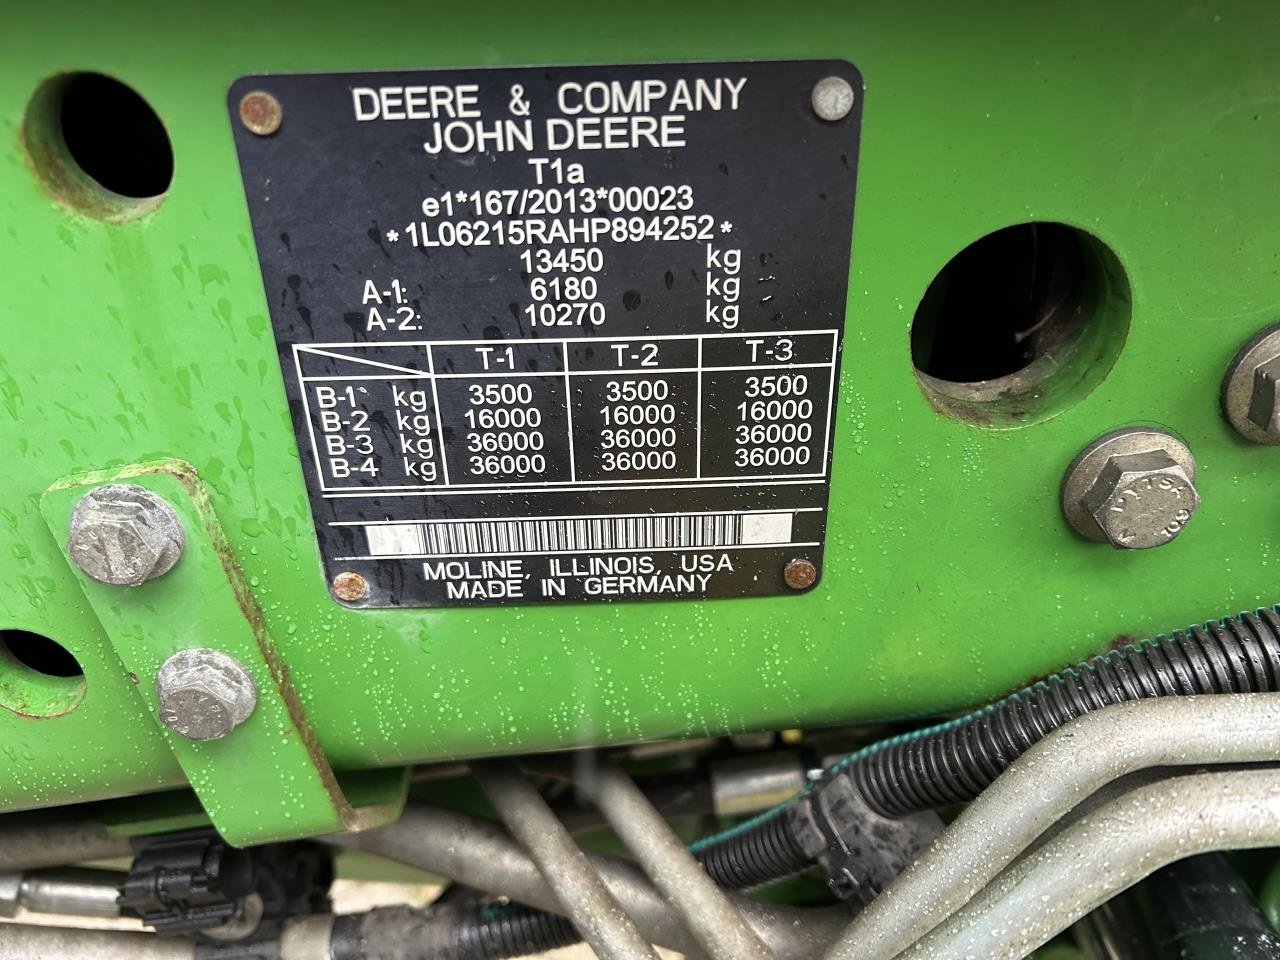 DEERE & COMPANY
JOHN DEERE
T1a
e1*167/2013*00023
*1L06215RAHP894252*
13450 kg
A-1: 6180 kg
A-2: 10270 kg
T-1 T-2 T-3
B-1 kg 3500 3500 3500
B-2 kg 16000 16000 16000
B-3 kg 36000 36000 36000
B-4 kg 36000 36000 36000
MOLINE, ILLINOIS, USA
MADE IN GERMANY